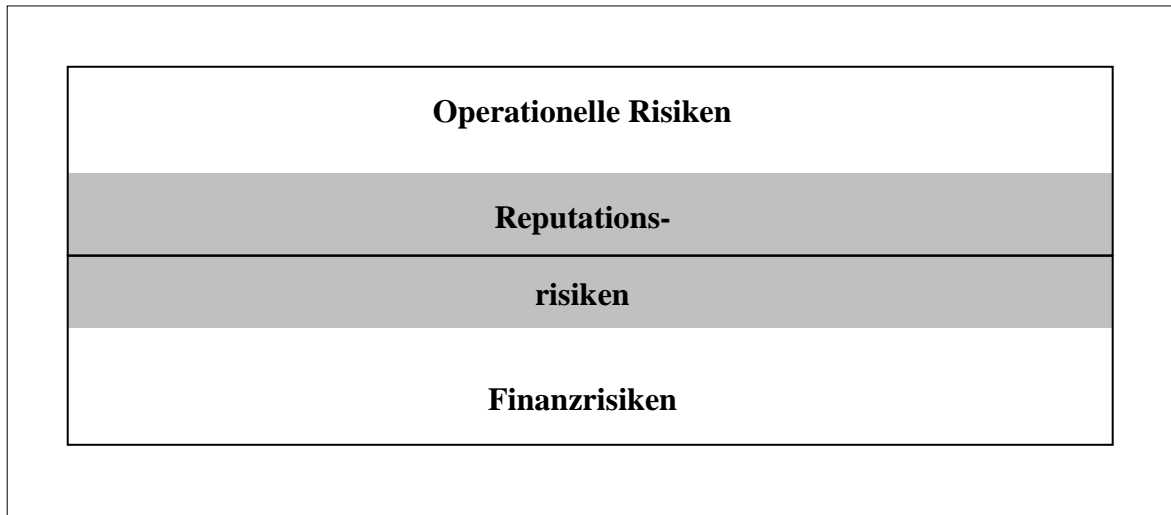 Operationelle Risiken
Reputations-
risiken
Finanzrisiken